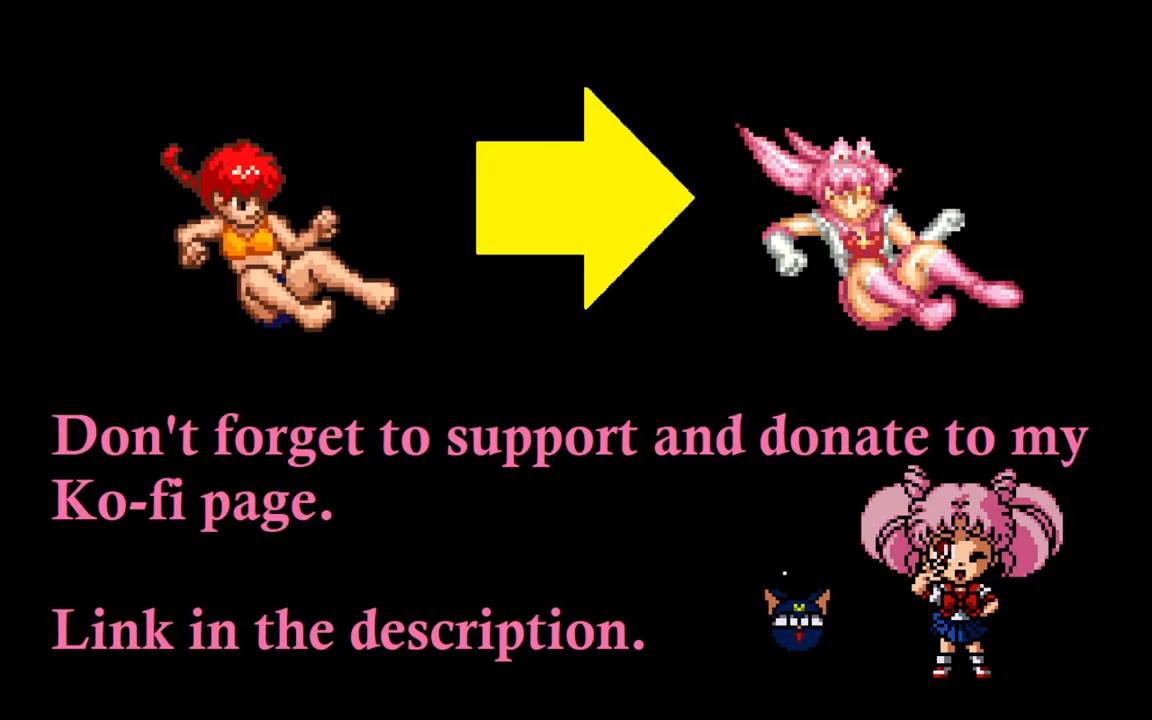 Don't forget to support and donate to my
Ko-fi page.
Link in the description.